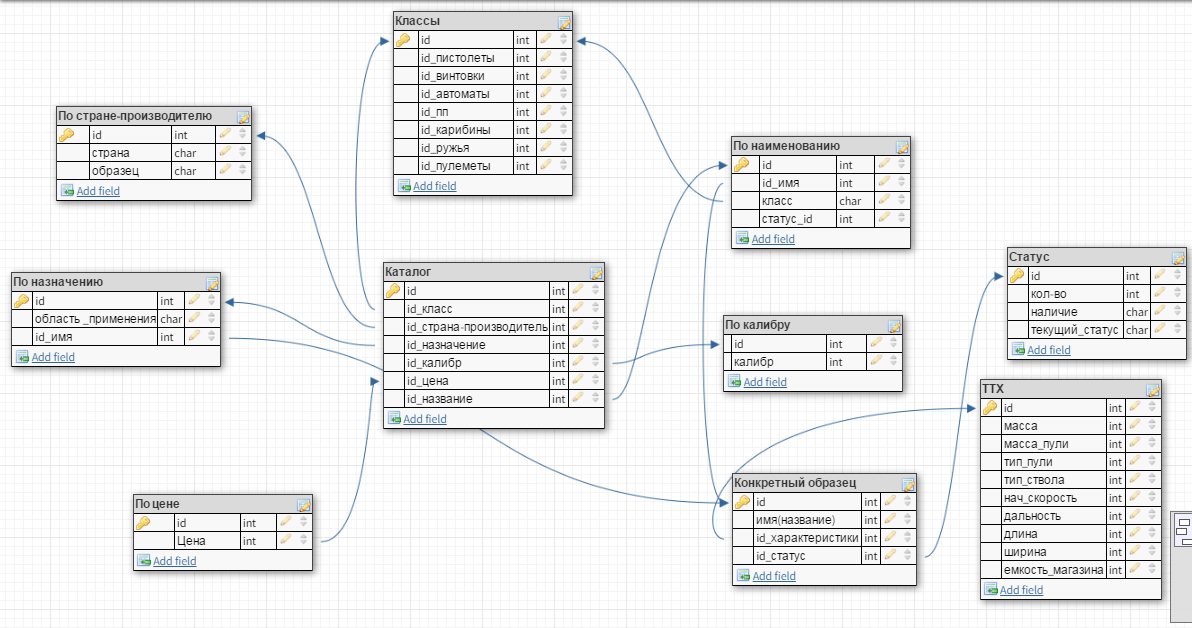 Классы
id int
id_пистолеты int
id_винтовки int
id_автоматы int
id_пп int
id_карибины int
id_ружья int
id_пулеметы int
Add field
По стране-производителю
id int
страна char
образец char
Add field
По наименованию
id int
id_имя int
класс char
статус_id int
Add field
По назначению
id int
область_применения char
id_имя int
Add field
Каталог
id int
id_класс int
id_страна-производитель int
id_назначение int
id_калибр int
id_цена int
id_название int
Add field
По калибру
id int
калибр int
Add field
Статус
id int
кол-во int
наличие char
текущий_статус char
Add field
ТТХ
id int
масса int
масса_пули int
тип_пули int
тип_ствола int
нач_скорость int
дальность int
длина int
ширина int
емкость_магазина int
Add field
По цене
id int
Цена int
Add field
Конкретный образец
id int
имя(название) int
id_характеристики int
id_статус int
Add field